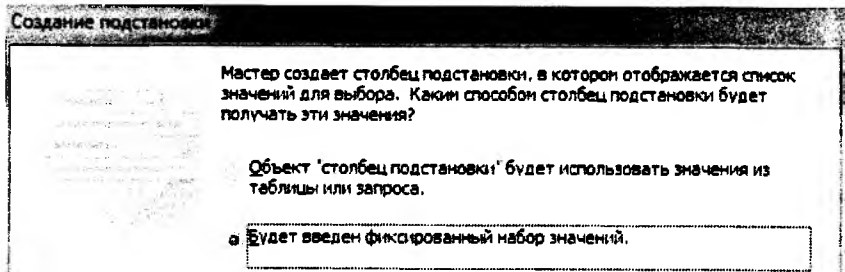 Создание подстановки
Мастер создает столбец подстановки, в котором отображается список
значений для выбора. Каким способом столбец подстановки будет
получать эти значения?
Объект "столбец подстановки" будет использовать значения из
таблицы или запроса.
Будет введен фиксированный набор значений.